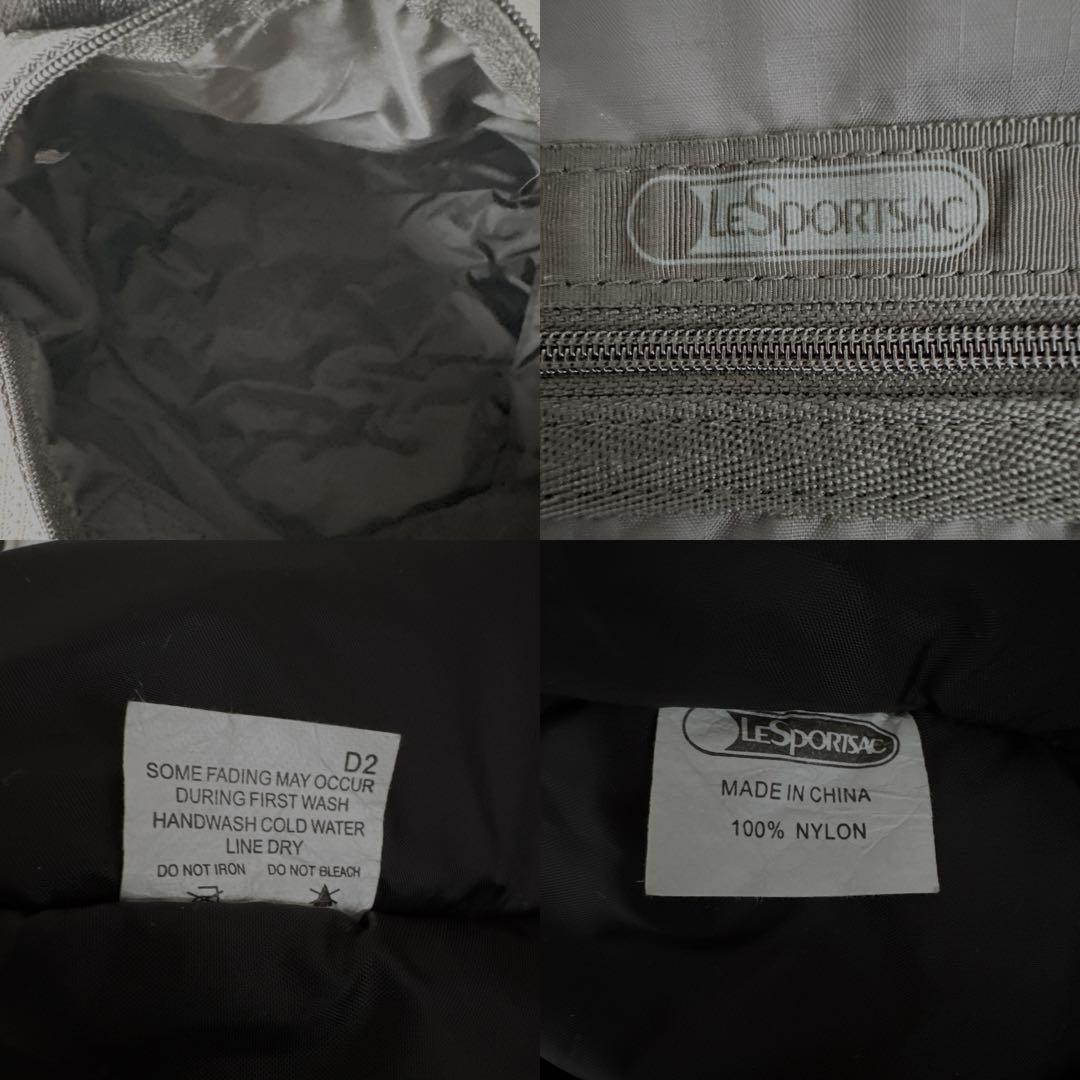 LESPORTSAC
D2
SOME FADING MAY OCCUR
DURING FIRST WASH
HANDWASH COLD WATER
LINE DRY
DO NOT IRON DO NOT BLEACH
LESPORTSAC
MADE IN CHINA
100% NYLON